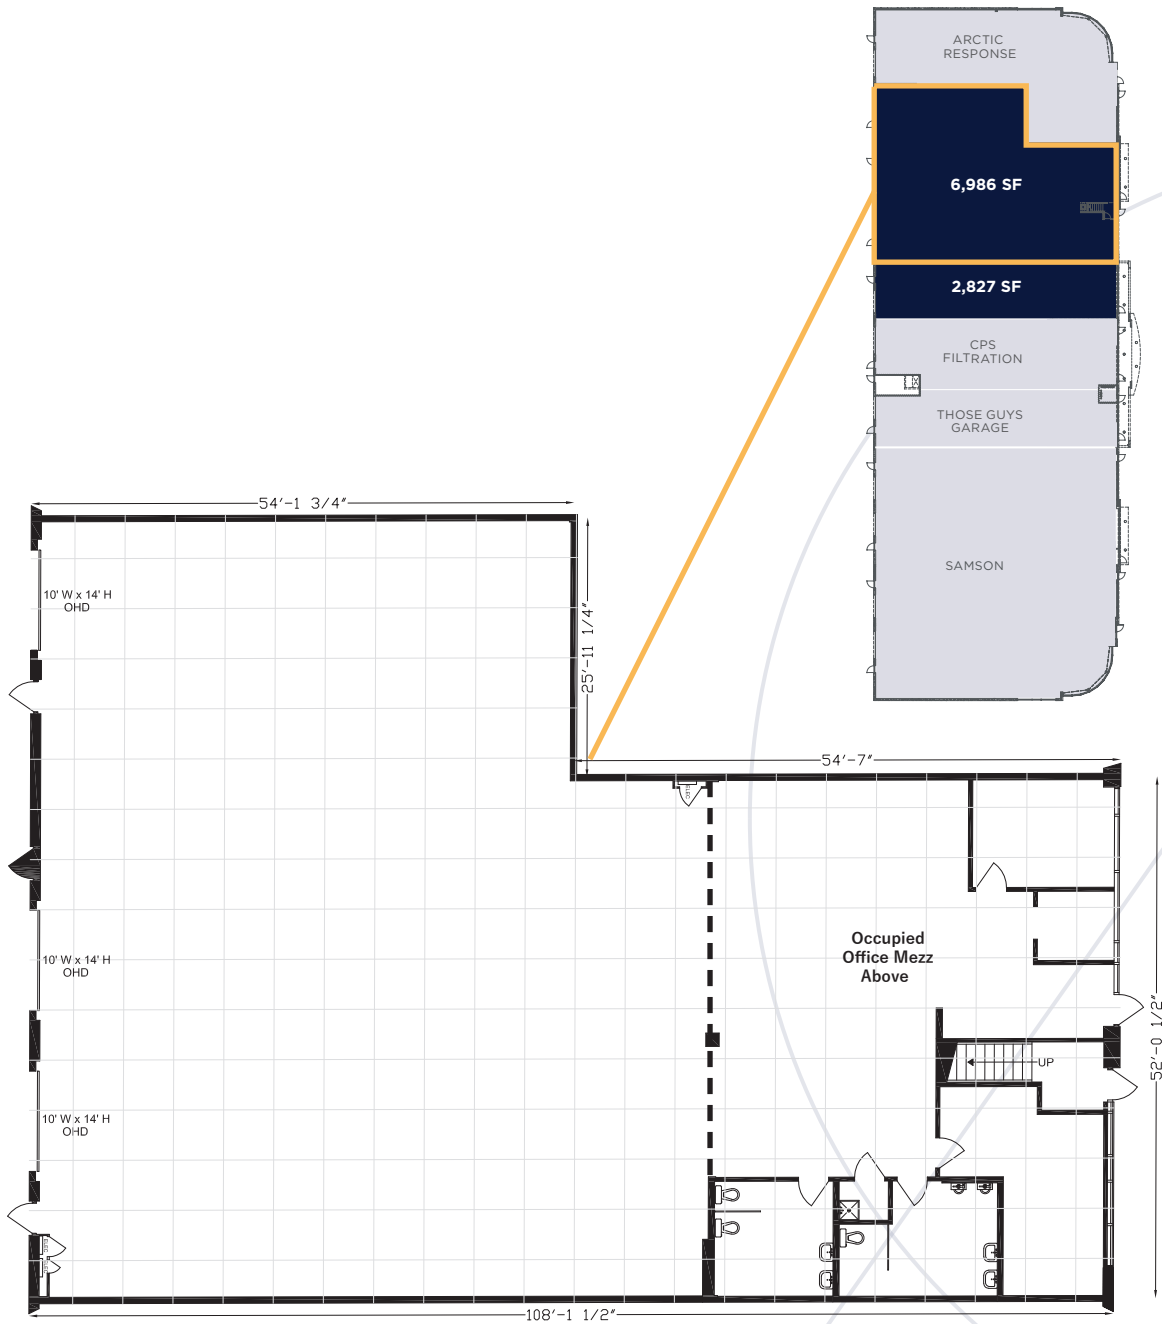 ARCTIC
RESPONSE
6,986 SF
2,827 SF
CPS
FILTRATION
THOSE GUYS
GARAGE
SAMSON
54'-1 3/4"
10' W x 14' H
OHD
25'-11 1/4"
54'-7"
ELEC
Occupied
Office Mezz
Above
10' W x 14' H
OHD
52'-0 1/2"
UP
10' W x 14' H
OHD
ELEC
108'-1 1/2"